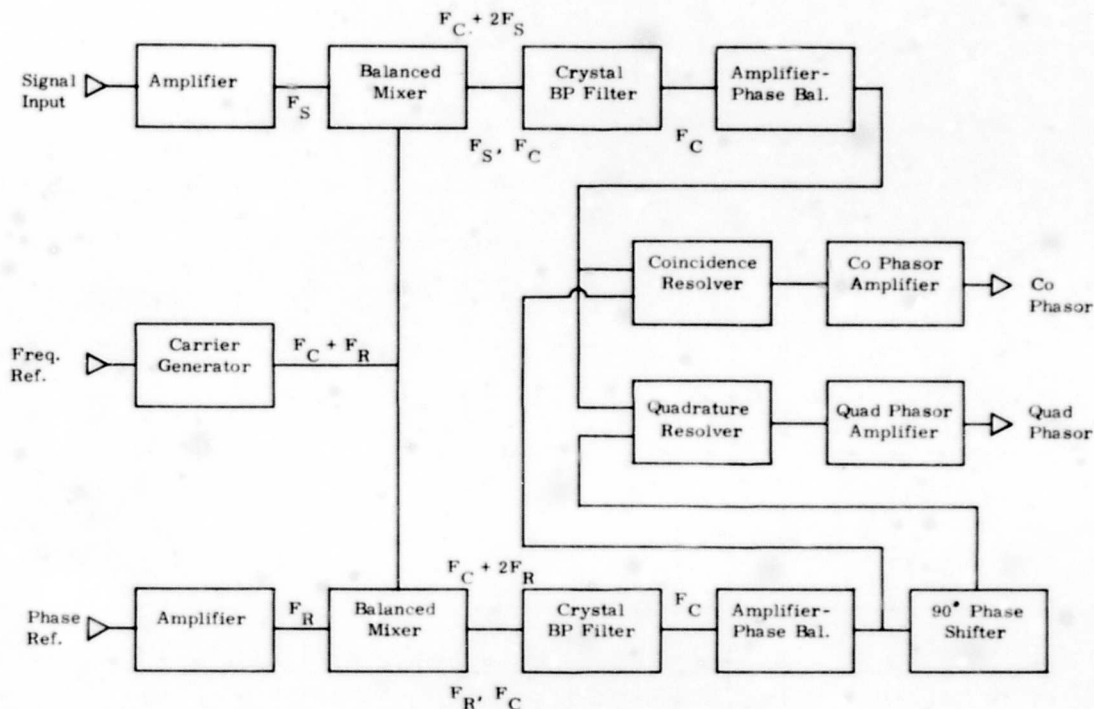 F_C. + 2F_S
Signal
Input
Amplifier
F_S
Balanced
Mixer
F_S, F_C
Crystal
BP Filter
F_C
Amplifier-
Phase Bal.
Coincidence
Resolver
Co Phasor
Amplifier
Co
Phasor
Freq.
Ref.
Carrier
Generator
F_C + F_R
Quadrature
Resolver
Quad Phasor
Amplifier
Quad
Phasor
F_C + 2F_R
Phase
Ref.
Amplifier
F_R
Balanced
Mixer
F_R, F_C
Crystal
BP Filter
F_C
Amplifier-
Phase Bal.
90° Phase
Shifter